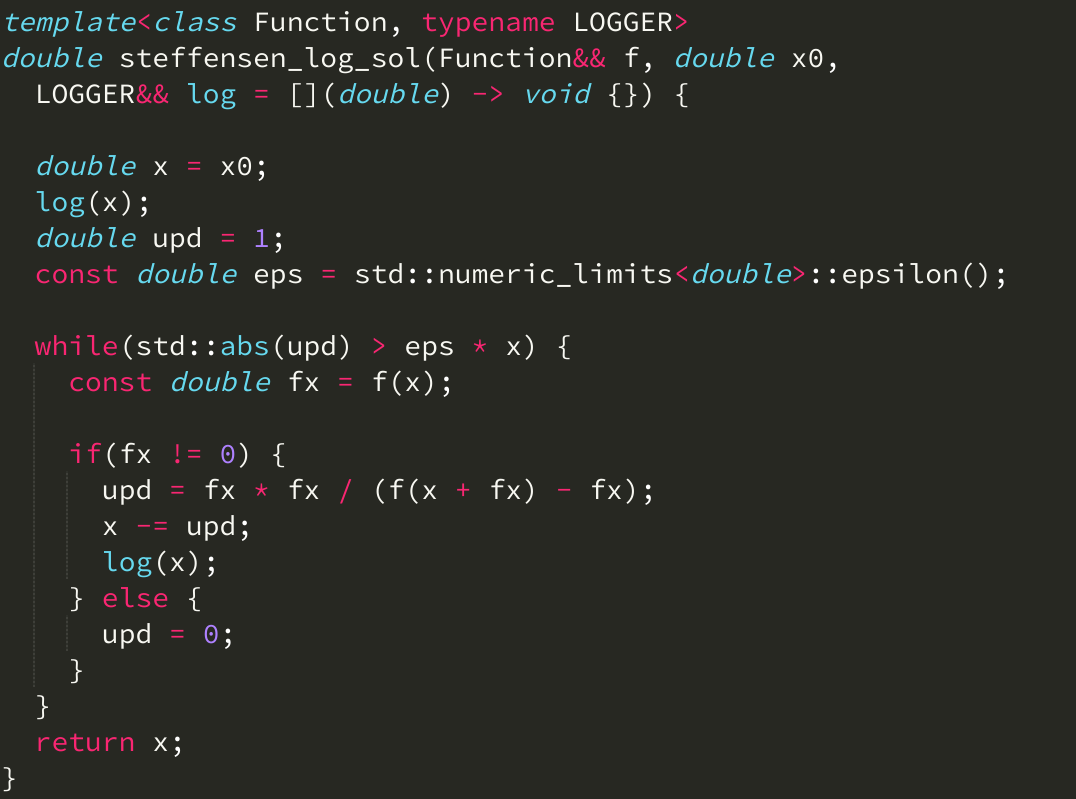 template<class Function, typename LOGGER>
double steffensen_log_sol(Function&& f, double x0,
  LOGGER&& log = [](double) -> void {}) {

  double x = x0;
  log(x);
  double upd = 1;
  const double eps = std::numeric_limits<double>::epsilon();

  while(std::abs(upd) > eps * x) {
    const double fx = f(x);

    if(fx != 0) {
      upd = fx * fx / (f(x + fx) - fx);
      x -= upd;
      log(x);
    } else {
      upd = 0;
    }
  }
  return x;
}